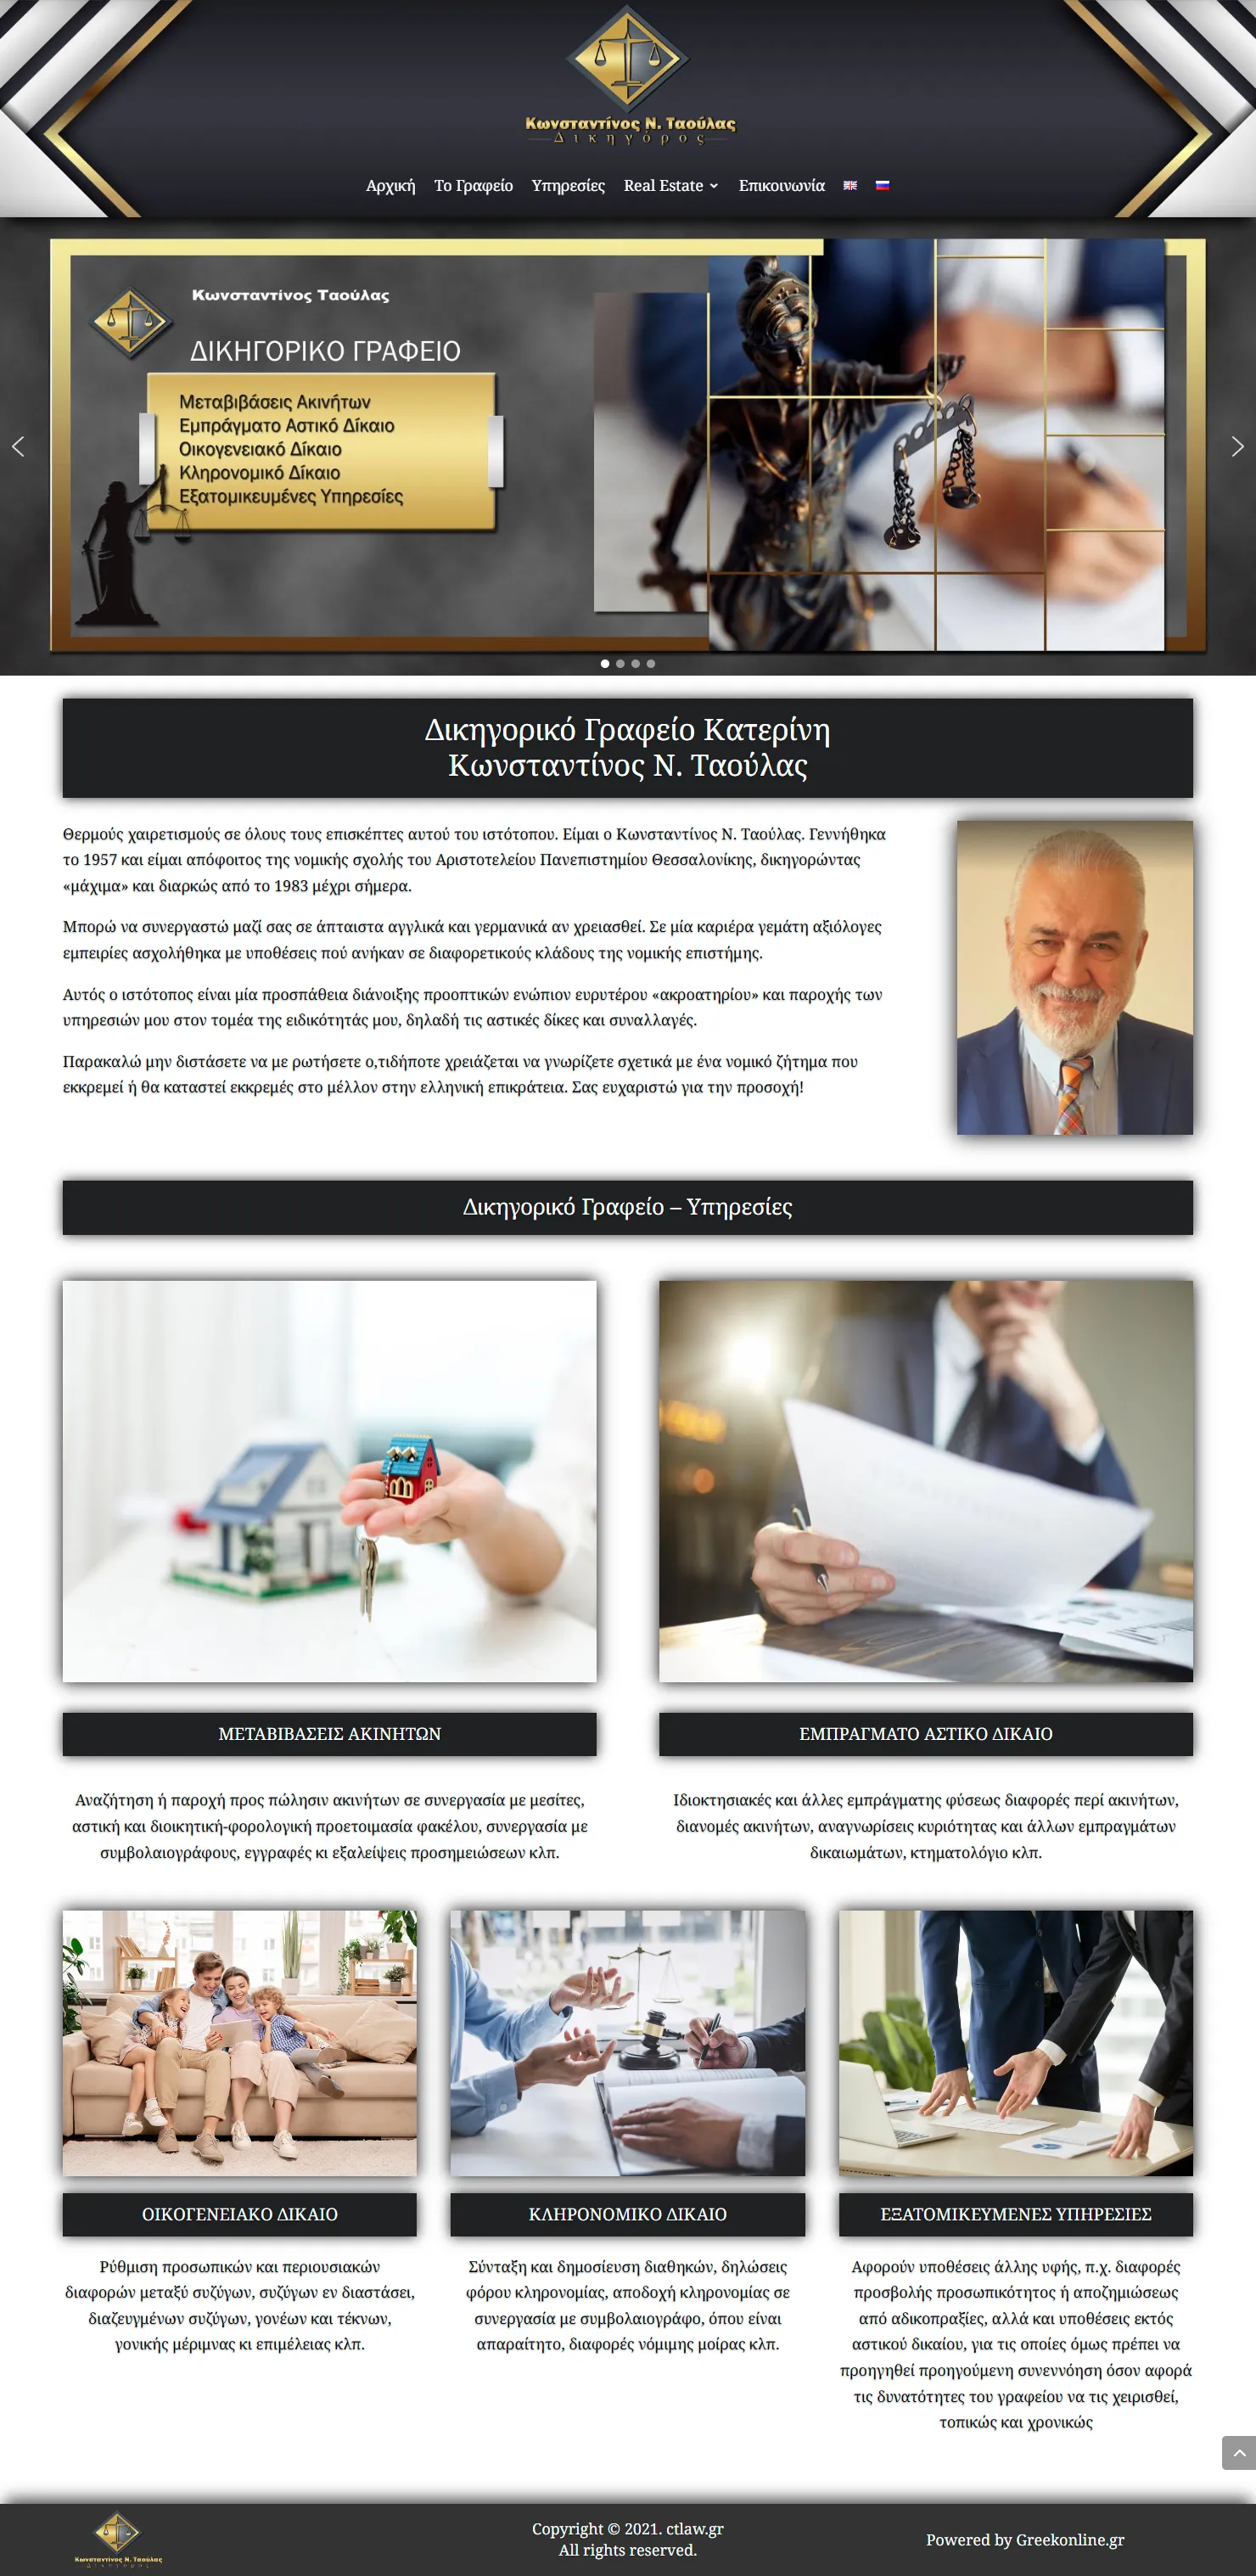 Κωνσταντίνος Ν. Ταούλας
Δικηγόρος
Αρχική Το Γραφείο Υπηρεσίες Real Estate Επικοινωνία
Κωνσταντίνος Ταούλας
ΔΙΚΗΓΟΡΙΚΟ ΓΡΑΦΕΙΟ
Μεταβιβάσεις Ακινήτων
Εμπράγματο Αστικό Δίκαιο
Οικογενειακό Δίκαιο
Κληρονομικό Δίκαιο
Εξατομικευμένες Υπηρεσίες
Δικηγορικό Γραφείο Κατερίνη
Κωνσταντίνος Ν. Ταούλας
Θερμούς χαιρετισμούς σε όλους τους επισκέπτες αυτού του ιστότοπου. Είμαι ο Κωνσταντίνος Ν. Ταούλας. Γεννήθηκα
το 1957 και είμαι απόφοιτος της νομικής σχολής του Αριστοτελείου Πανεπιστημίου Θεσσαλονίκης, δικηγορώντας
«μάχιμα» και διαρκώς από το 1983 μέχρι σήμερα.
Μπορώ να συνεργαστώ μαζί σας σε άπταιστα αγγλικά και γερμανικά αν χρειασθεί. Σε μία καριέρα γεμάτη αξιόλογες
εμπειρίες ασχολήθηκα με υποθέσεις πού ανήκαν σε διαφορετικούς κλάδους της νομικής επιστήμης.
Αυτός ο ιστότοπος είναι μία προσπάθεια διάνοιξης προοπτικών ενώπιον ευρυτέρου «ακροατηρίου» και παροχής των
υπηρεσιών μου στον τομέα της ειδικότητάς μου, δηλαδή τις αστικές δίκες και συναλλαγές.
Παρακαλώ μην διστάσετε να με ρωτήσετε ο,τιδήποτε χρειάζεται να γνωρίζετε σχετικά με ένα νομικό ζήτημα που
εκκρεμεί ή θα καταστεί εκκρεμές στο μέλλον στην ελληνική επικράτεια. Σας ευχαριστώ για την προσοχή!
Δικηγορικό Γραφείο – Υπηρεσίες
ΜΕΤΑΒΙΒΑΣΕΙΣ ΑΚΙΝΗΤΩΝ
Αναζήτηση ή παροχή προς πώλησιν ακινήτων σε συνεργασία με μεσίτες,
αστική και διοικητική-φορολογική προετοιμασία φακέλου, συνεργασία με
συμβολαιογράφους, εγγραφές κι εξαλείψεις προσημειώσεων κλπ.
ΕΜΠΡΑΓΜΑΤΟ ΑΣΤΙΚΟ ΔΙΚΑΙΟ
Ιδιοκτησιακές και άλλες εμπράγματης φύσεως διαφορές περί ακινήτων,
διανομές ακινήτων, αναγνωρίσεις κυριότητας και άλλων εμπραγμάτων
δικαιωμάτων, κτηματολόγιο κλπ.
ΟΙΚΟΓΕΝΕΙΑΚΟ ΔΙΚΑΙΟ
Ρύθμιση προσωπικών και περιουσιακών
διαφορών μεταξύ συζύγων, συζύγων εν διαστάσει,
διαζευγμένων συζύγων, γονέων και τέκνων,
γονικής μέριμνας κι επιμέλειας κλπ.
ΚΛΗΡΟΝΟΜΙΚΟ ΔΙΚΑΙΟ
Σύνταξη και δημοσίευση διαθηκών, δηλώσεις
φόρου κληρονομίας, αποδοχή κληρονομίας σε
συνεργασία με συμβολαιογράφο, όπου είναι
απαραίτητο, διαφορές νόμιμης μοίρας κλπ.
ΕΞΑΤΟΜΙΚΕΥΜΕΝΕΣ ΥΠΗΡΕΣΙΕΣ
Αφορούν υποθέσεις άλλης υφής, π.χ. διαφορές
προσβολής προσωπικότητος ή αποζημιώσεως
από αδικοπραξίες, αλλά και υποθέσεις εκτός
αστικού δικαίου, για τις οποίες όμως πρέπει να
προηγηθεί προηγούμενη συνεννόηση όσον αφορά
τις δυνατότητες του γραφείου να τις χειρισθεί,
τοπικώς και χρονικώς
Κωνσταντίνος Ν. Ταούλας
Δικηγόρος
Copyright © 2021. ctlaw.gr
All rights reserved.
Powered by Greekonline.gr